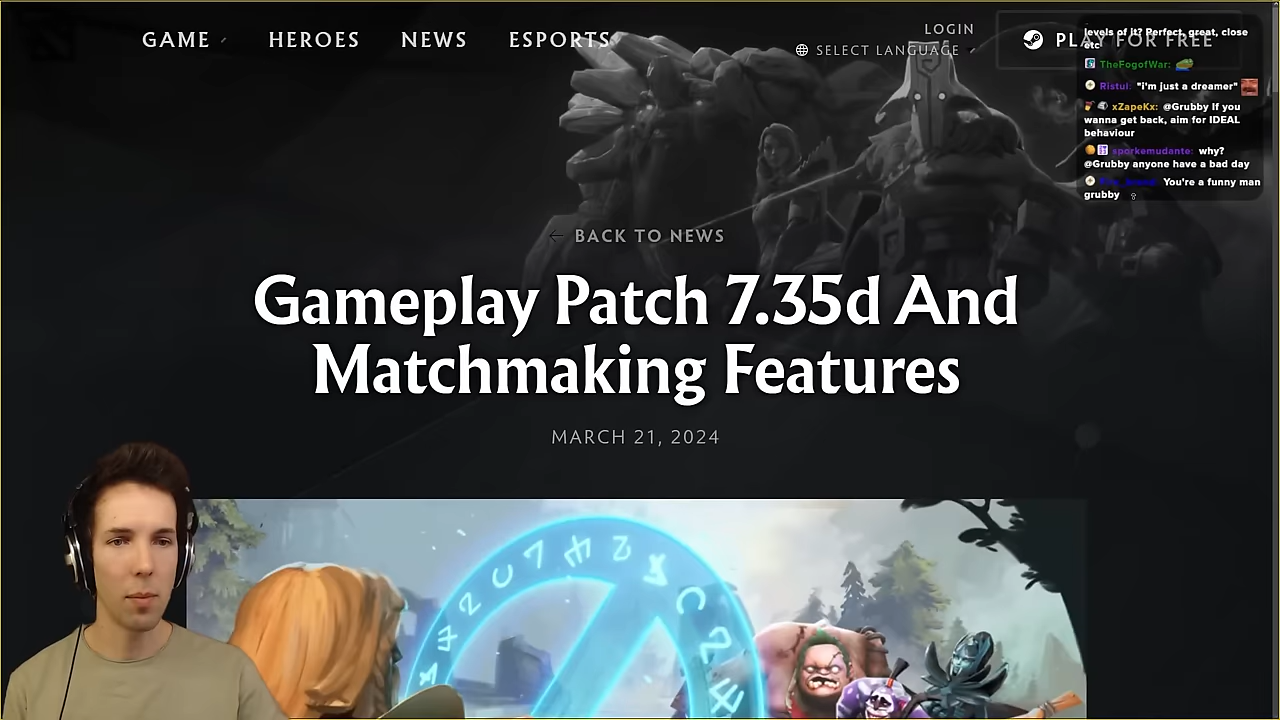 GAME
HEROES
NEWS
ESPORTS
LOGIN
SELECT LANGUAGE
PLAY FOR FREE
levels of it? Perfect, great, close
etc
TheFogofWar:
Ristul: "i'm just a dreamer"
xZapeKx: @Grubby If you
wanna get back, aim for IDEAL
behaviour
sporkemudante: why?
@Grubby anyone have a bad day
You're a funny man
grubby
BACK TO NEWS
Gameplay Patch 7.35d And
Matchmaking Features
MARCH 21, 2024